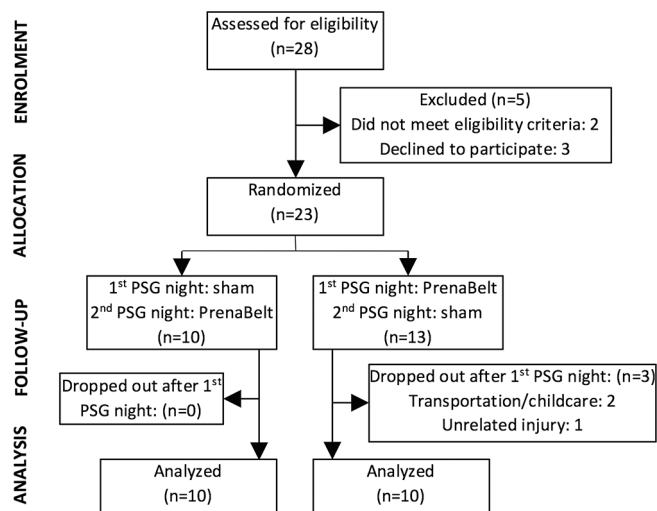 ENROLMENT
Assessed for eligibility
(n=28)
Excluded (n=5)
Did not meet eligibility criteria: 2
Declined to participate: 3
ALLOCATION
Randomized
(n=23)
FOLLOW-UP
1st PSG night: sham
2nd PSG night: PrenaBelt
(n=10)
1st PSG night: PrenaBelt
2nd PSG night: sham
(n=13)
Dropped out after 1st
PSG night: (n=0)
Dropped out after 1st PSG night: (n=3)
Transportation/childcare: 2
Unrelated injury: 1
ANALYSIS
Analyzed
(n=10)
Analyzed
(n=10)